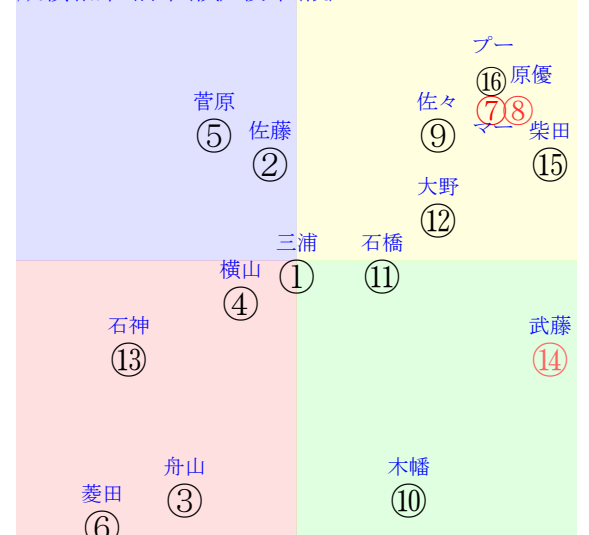 プー
⑯ 原優
菅原 佐々 ⑦⑧
佐藤 マー 柴田
⑤ ⑨
② ⑮
大野
⑫
三浦 石橋
横山 ① ⑪
④
石神 武藤
⑬ ⑭
舟山 木幡
菱田 ③ ⑩
⑥